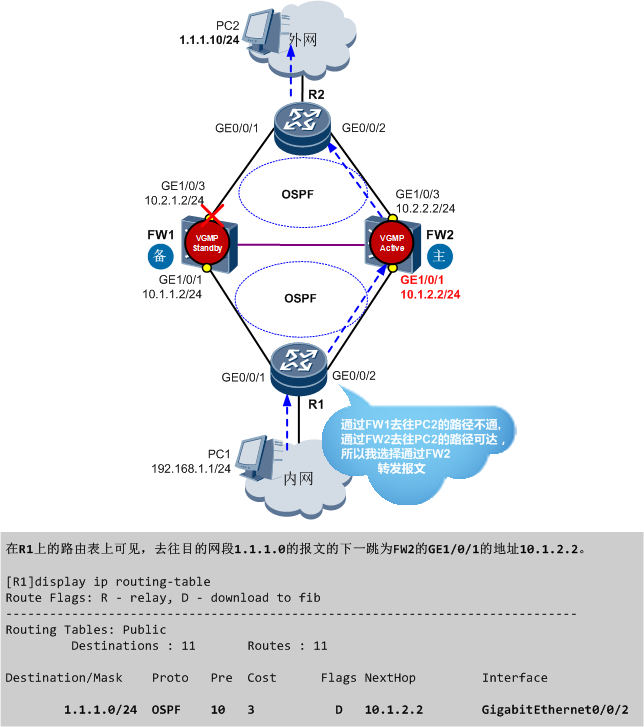 PC2
1.1.1.10/24
外网
R2
GE0/0/1
GE0/0/2
OSPF
GE1/0/3
10.2.1.2/24
GE1/0/3
10.2.2.2/24
FW1
VGMP
Standby
备
VGMP
Active
FW2
主
GE1/0/1
10.1.1.2/24
GE1/0/1
10.1.2.2/24
OSPF
GE0/0/1
GE0/0/2
R1
通过FW1去往PC2的路径不通，
通过FW2去往PC2的路径可达，
所以我选择通过FW2
转发报文
PC1
192.168.1.1/24
内网
在R1上的路由表上可见，去往目的网段1.1.1.0的报文的下一跳为FW2的GE1/0/1的地址10.1.2.2。
[R1]display ip routing-table
Route Flags: R - relay, D - download to fib
------------------------------------------------------------------------------
Routing Tables: Public
Destinations : 11 Routes : 11
Destination/Mask Proto Pre Cost Flags NextHop Interface
1.1.1.0/24 OSPF 10 3 D 10.1.2.2 GigabitEthernet0/0/2